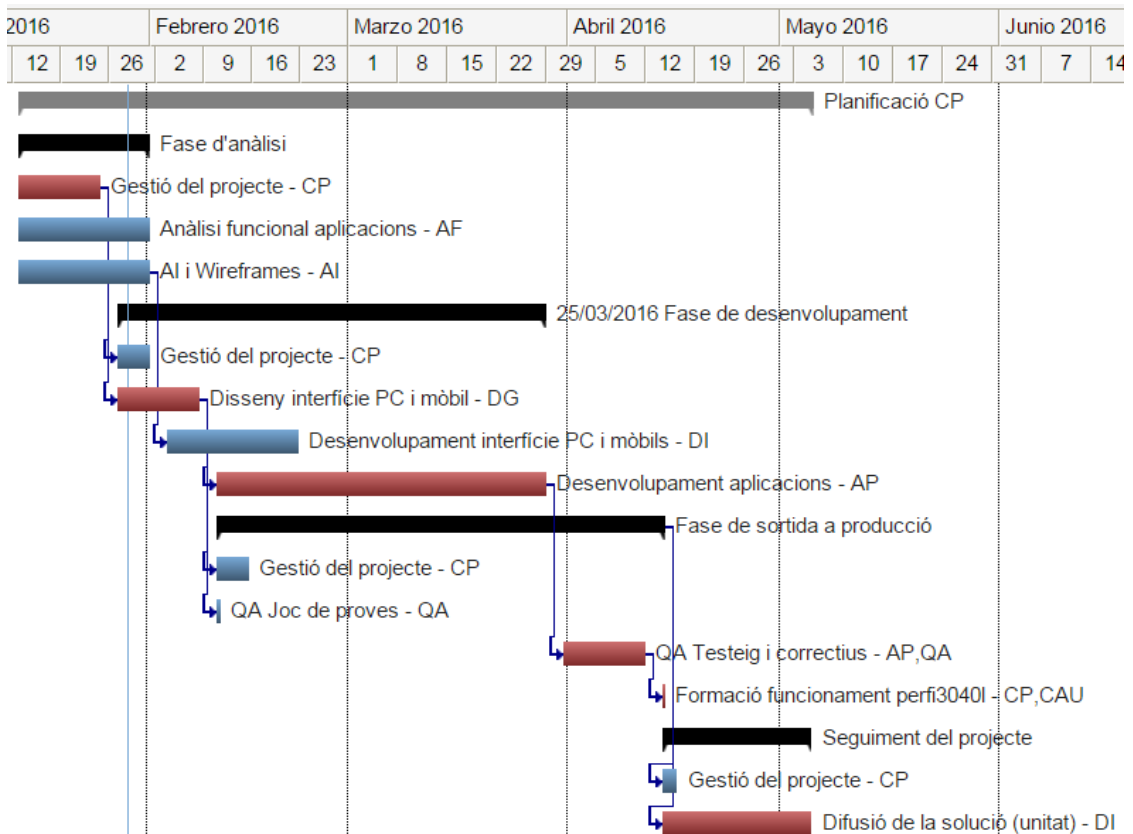 2016 Febrero 2016 Marzo 2016 Abril 2016 Mayo 2016 Junio 2016
12 19 26 2 9 16 23 1 8 15 22 29 5 12 19 26 3 10 17 24 31 7 14
Planificació CP
Fase d'anàlisi
Gestió del projecte - CP
Anàlisi funcional aplicacions - AF
AI i Wireframes - AI
25/03/2016 Fase de desenvolupament
Gestió del projecte - CP
Disseny interfície PC i mòbil - DG
Desenvolupament interfície PC i mòbils - DI
Desenvolupament aplicacions - AP
Fase de sortida a producció
Gestió del projecte - CP
QA Joc de proves - QA
QA Testeig i correctius - AP,QA
Formació funcionament perfi3040l - CP,CAU
Seguiment del projecte
Gestió del projecte - CP
Difusió de la solució (unitat) - DI